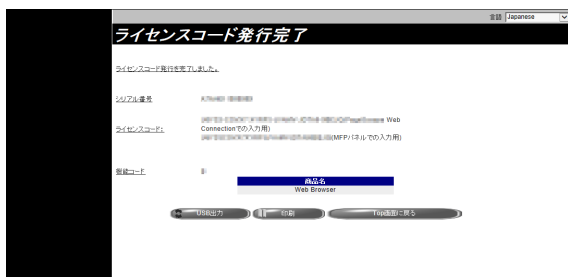 言語 Japanese
ライセンスコード発行完了
ライセンスコード発行を完了しました。
シリアル番号
ライセンスコード:
Web
Connectionでの入力用)
(MFPパネルでの入力用)
機能コード
商品名
Web Browser
USB出力 印刷 Top画面に戻る